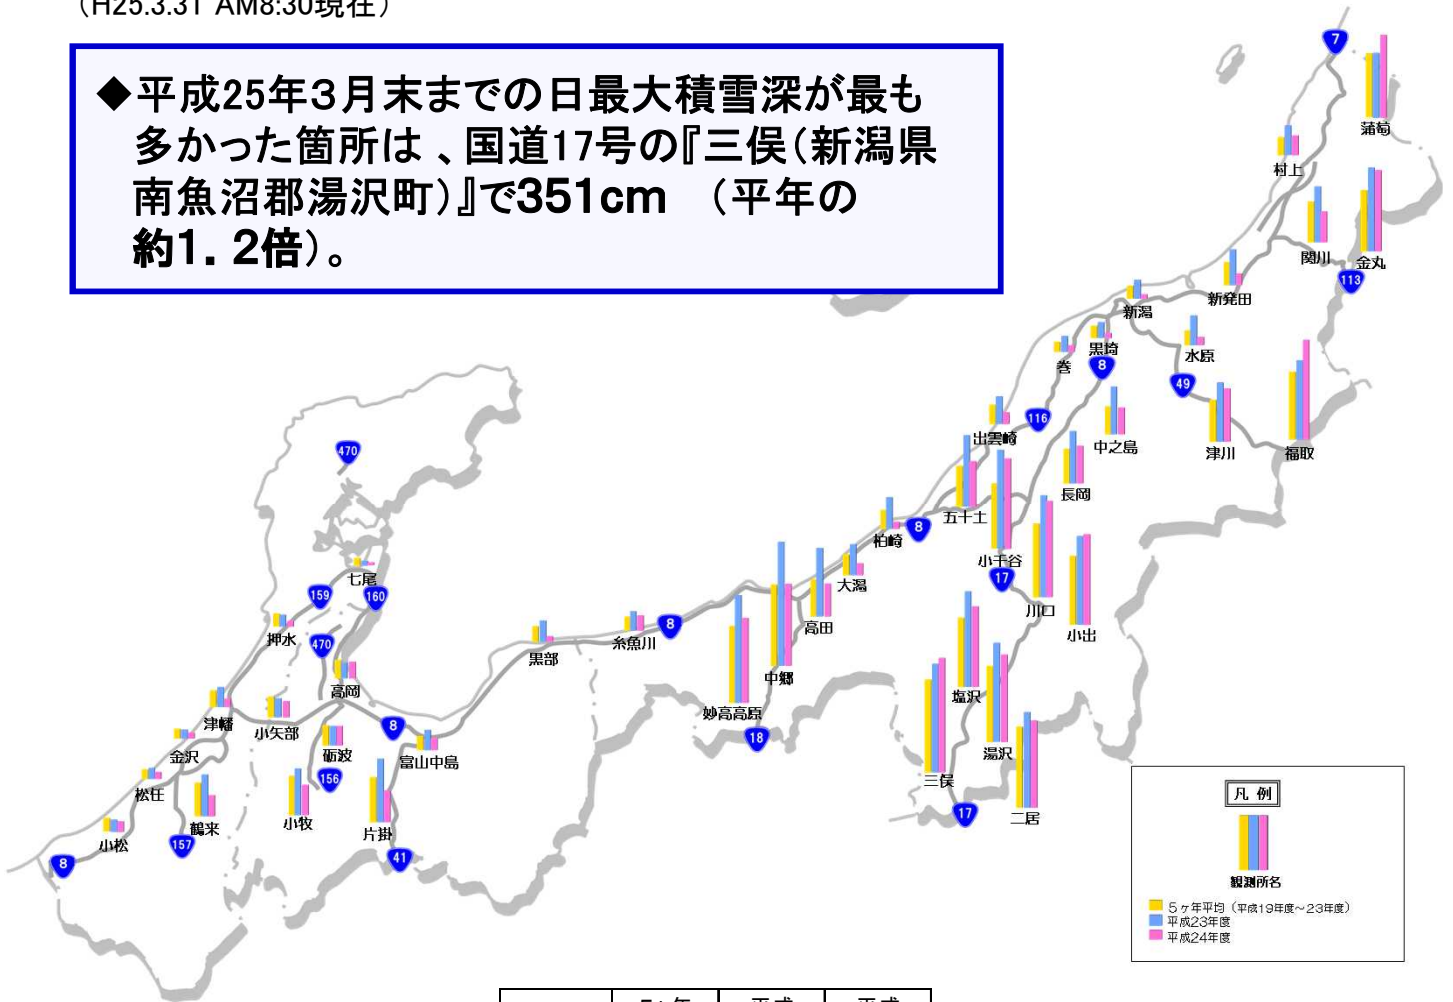 （H25.3.31 AM8:30現在）
◆平成25年３月末までの日最大積雪深が最も
多かった箇所は 、国道17号の『三俣（新潟県
南魚沼郡湯沢町）』で351cm （平年の
約1．2倍）。
7
蒲萄
村上
関川
金丸
113
新発田
新潟
黒埼
巻
8
水原
49
出雲崎
116
中之島
津川
福取
470
長岡
五十土
柏崎
8
小千谷
大潟
17
七尾
159
160
川口
高田
小出
押水
470
糸魚川
8
黒部
中郷
高岡
塩沢
妙高高原
津幡
小矢部
8
18
金沢
砺波
富山中島
湯沢
三俣
156
松任
鶴来
小牧
片掛
17
二居
小松
157
8
41
凡 例
観測所名
５ヶ年平均（平成19年度～23年度）
平成23年度
平成24年度
平成
平成